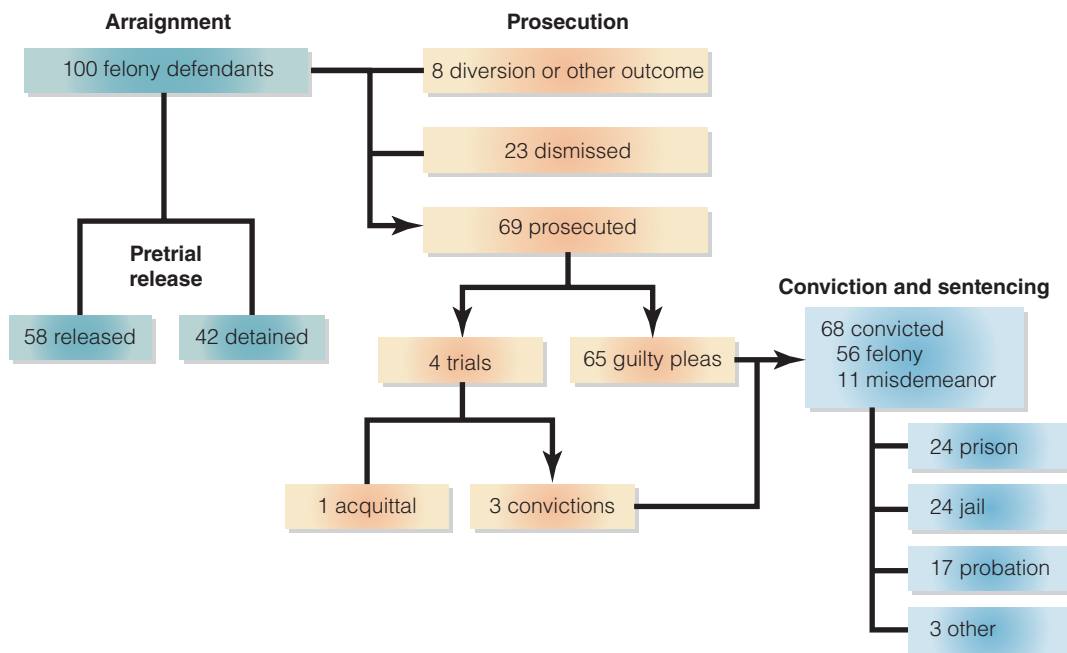 Arraignment
100 felony defendants
Pretrial
release
58 released
42 detained
Prosecution
8 diversion or other outcome
23 dismissed
69 prosecuted
4 trials
65 guilty pleas
1 acquittal
3 convictions
Conviction and sentencing
68 convicted
56 felony
11 misdemeanor
24 prison
24 jail
17 probation
3 other